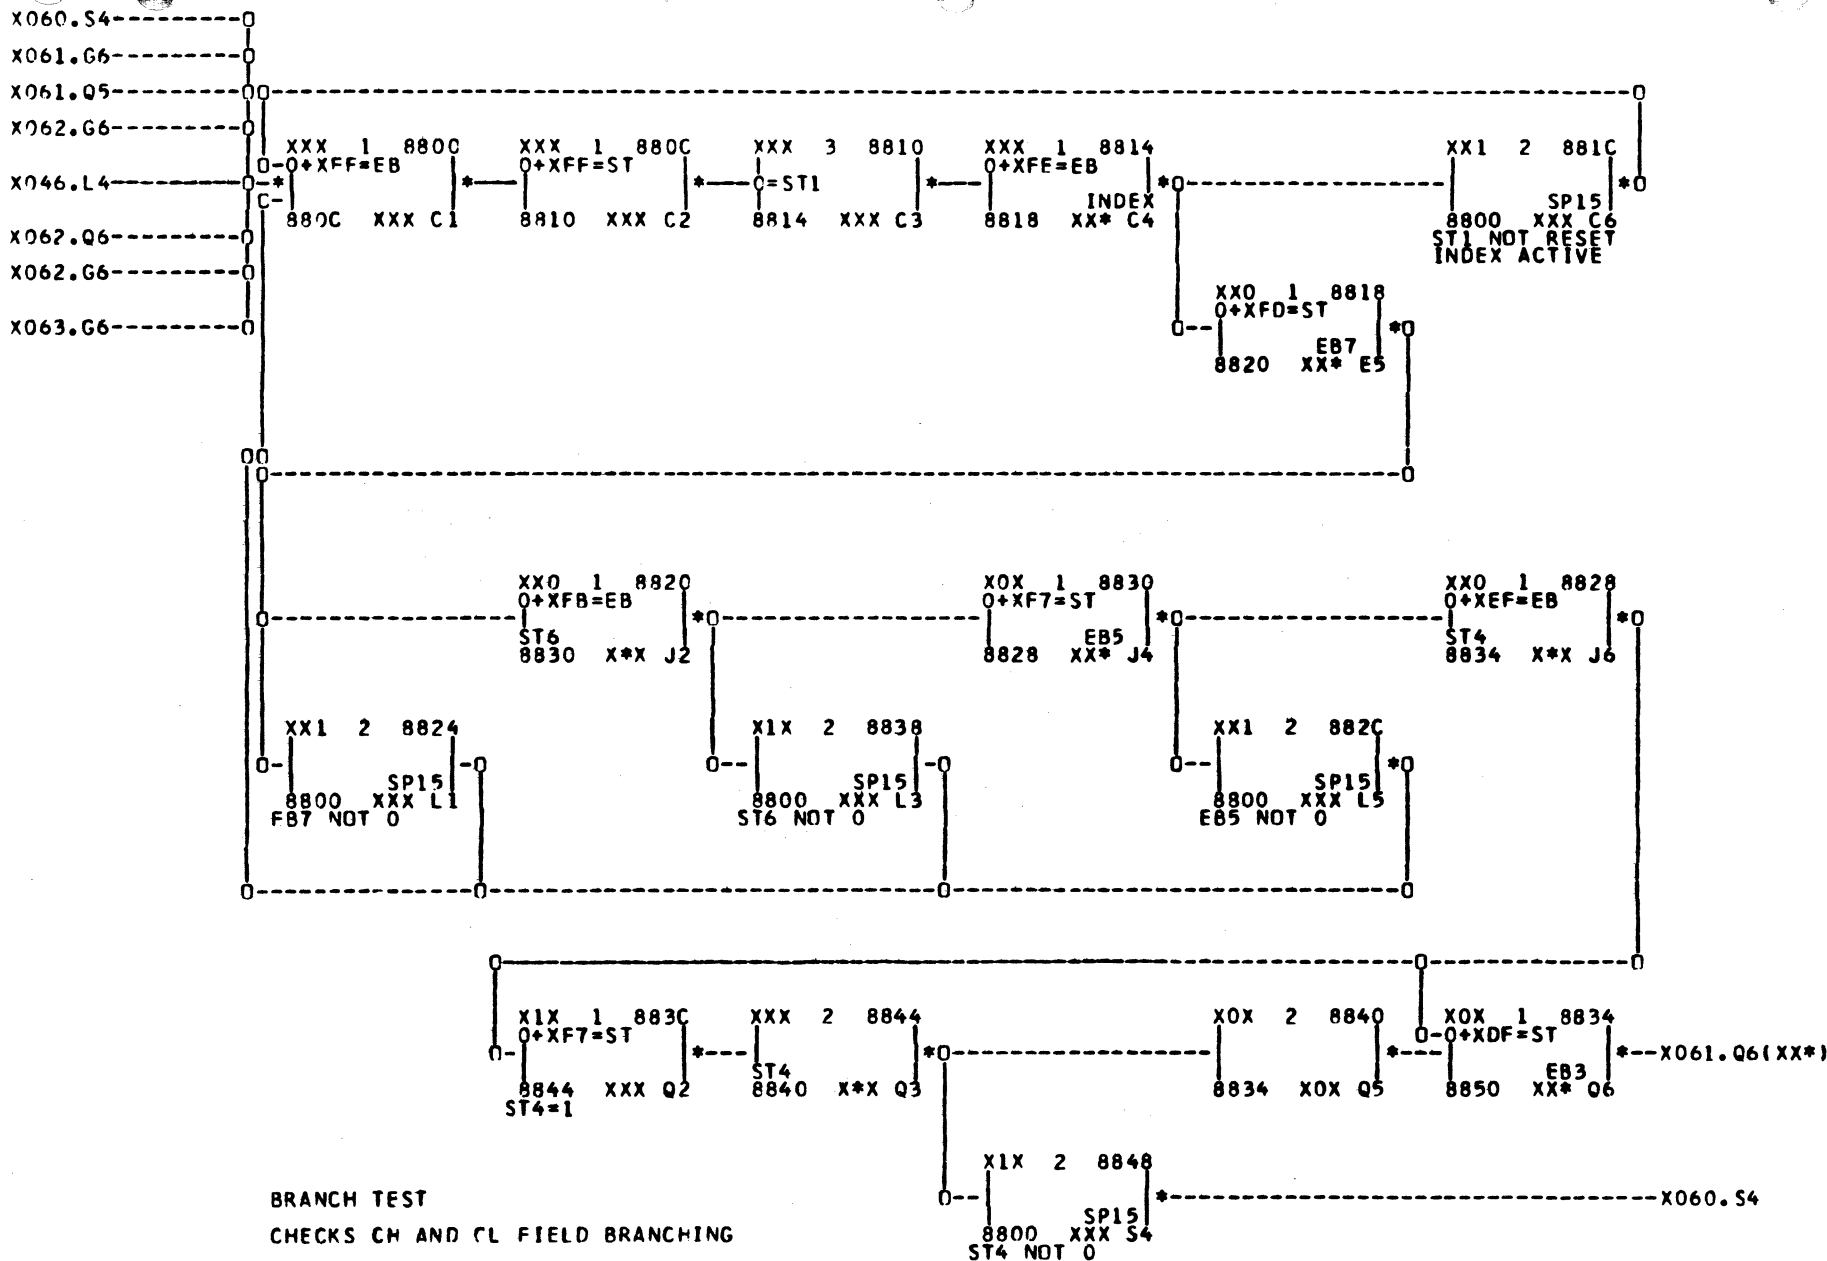 X060.S4
X061.G6
X061.Q5
X062.G6
X046.L4
X062.Q6
X062.G6
X063.G6
XXX 1 8800
0+XFF=EB
880C XXX C1
XXX 1 880C
0+XFF=ST
8810 XXX C2
XXX 3 8810
0=ST1
8814 XXX C3
XXX 1 8814
0+XFE=EB
INDEX
8818 XX* C4
XX1 2 881C
SP15
8800 XXX C6
ST1 NOT RESET
INDEX ACTIVE
XX0 1 8818
0+XFD=ST
EB7
8820 XX* E5
XX0 1 8820
0+XFB=EB
ST6
8830 X*X J2
X0X 1 8830
0+XF7=ST
EB5
8828 XX* J4
XX0 1 8828
0+XEF=EB
ST4
8834 X*X J6
XX1 2 8824
SP15
8800 XXX L1
EB7 NOT 0
X1X 2 8838
SP15
8800 XXX L3
ST6 NOT 0
XX1 2 882C
SP15
8800 XXX L5
EB5 NOT 0
X1X 1 883C
0+XF7=ST
8844 XXX Q2
ST4=1
XXX 2 8844
ST4
8840 X*X Q3
X0X 2 8840
8834 X0X Q5
X0X 1 8834
0+XDF=ST
EB3
8850 XX* Q6
X061.Q6(XX*)
X1X 2 8848
SP15
8800 XXX S4
ST4 NOT 0
X060.S4
BRANCH TEST
CHECKS CH AND CL FIELD BRANCHING